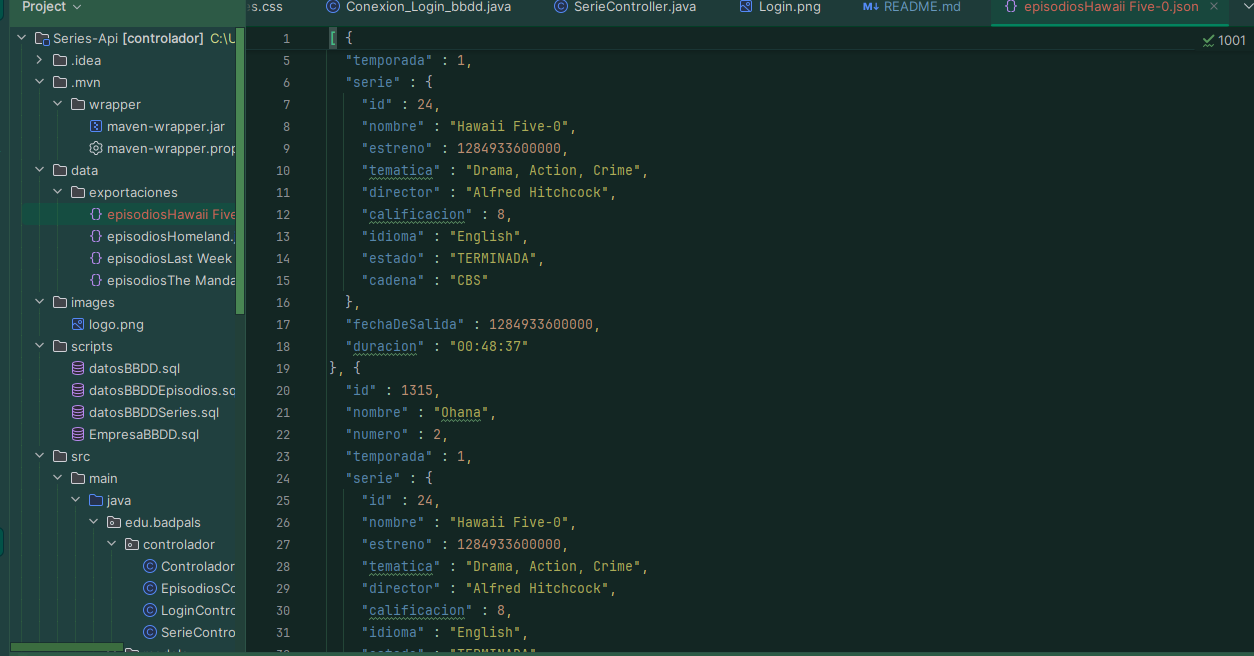 Project
s.css
Conexion_Login_bbdd.java
SerieController.java
Login.png
README.md
episodiosHawaii Five-0.json
Series-Api [controlador] C:\U
.idea
.mvn
wrapper
maven-wrapper.jar
maven-wrapper.prop
data
exportaciones
episodiosHawaii Five
episodiosHomeland.
episodiosLast Week
episodiosThe Manda
images
logo.png
scripts
datosBBDD.sql
datosBBDDEpisodios.sq
datosBBDDSeries.sql
EmpresaBBDD.sql
src
main
java
edu.badpals
controlador
Controlador
EpisodiosCo
LoginContro
SerieContro
1001
1 [ {
5 "temporada" : 1,
6 "serie" : {
7 "id" : 24,
8 "nombre" : "Hawaii Five-0",
9 "estreno" : 1284933600000,
10 "tematica" : "Drama, Action, Crime",
11 "director" : "Alfred Hitchcock",
12 "calificacion" : 8,
13 "idioma" : "English",
14 "estado" : "TERMINADA",
15 "cadena" : "CBS"
16 },
17 "fechaDeSalida" : 1284933600000,
18 "duracion" : "00:48:37"
19 }, {
20 "id" : 1315,
21 "nombre" : "Ohana",
22 "numero" : 2,
23 "temporada" : 1,
24 "serie" : {
25 "id" : 24,
26 "nombre" : "Hawaii Five-0",
27 "estreno" : 1284933600000,
28 "tematica" : "Drama, Action, Crime",
29 "director" : "Alfred Hitchcock",
30 "calificacion" : 8,
31 "idioma" : "English",
"estado" : "TERMINADA"